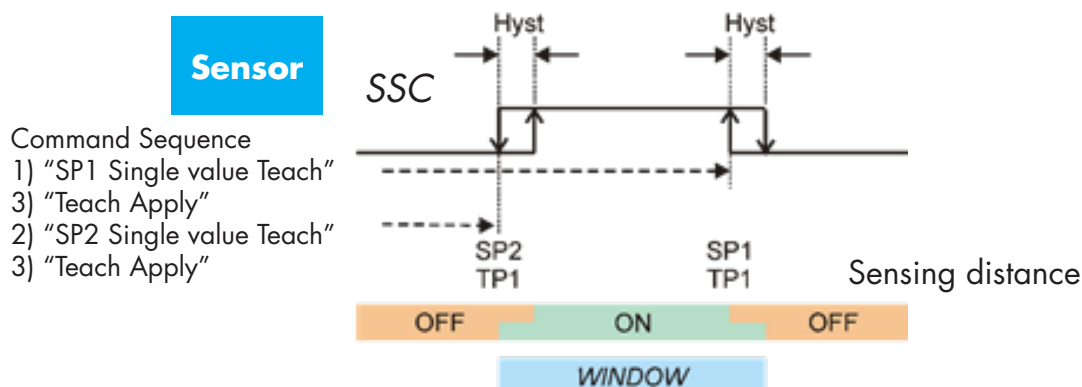 Hyst Hyst
Sensor
SSC
Command Sequence
1) “SP1 Single value Teach”
3) “Teach Apply”
2) “SP2 Single value Teach”
3) “Teach Apply”
SP2 SP1
TP1 TP1
Sensing distance
OFF ON OFF
WINDOW